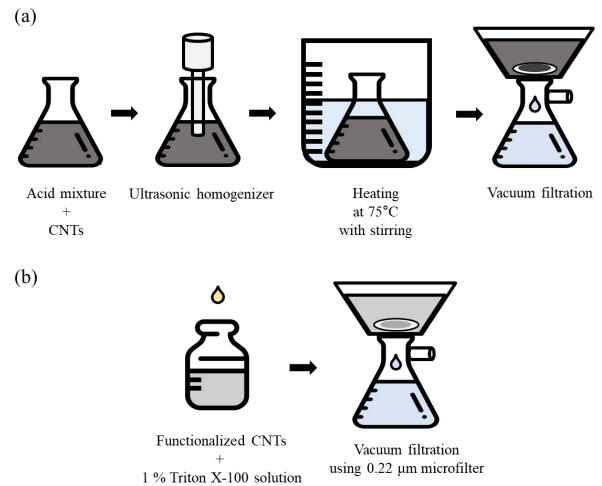 (a)
Acid mixture
+
CNTs
Ultrasonic homogenizer
Heating
at 75°C
with stirring
Vacuum filtration
(b)
Functionalized CNTs
+
1 % Triton X-100 solution
Vacuum filtration
using 0.22 μm microfilter